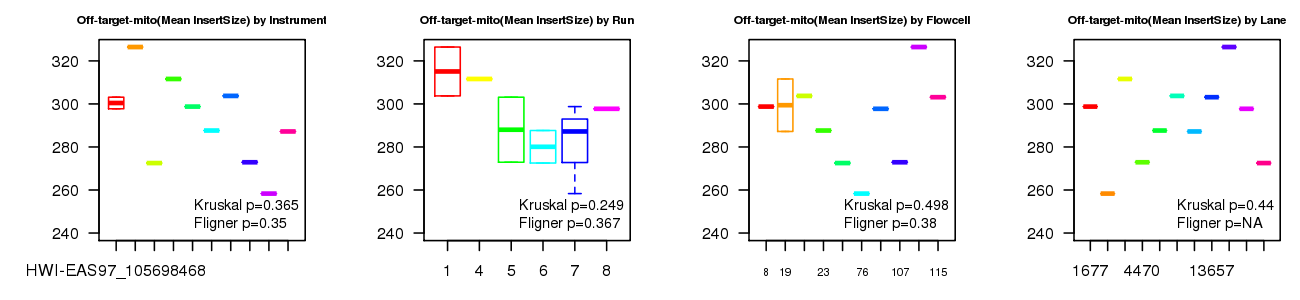 Off-target-mito(Mean InsertSize) by Instrument
320
300
280
260
240
Kruskal p=0.365
Fligner p=0.35
HWI-EAS97_105698468
Off-target-mito(Mean InsertSize) by Run
320
300
280
260
240
Kruskal p=0.249
Fligner p=0.367
1 4 5 6 7 8
Off-target-mito(Mean InsertSize) by Flowcell
320
300
280
260
240
Kruskal p=0.498
Fligner p=0.38
8 19 23 76 107 115
Off-target-mito(Mean InsertSize) by Lane
320
300
280
260
240
Kruskal p=0.44
Fligner p=NA
1677 4470 13657